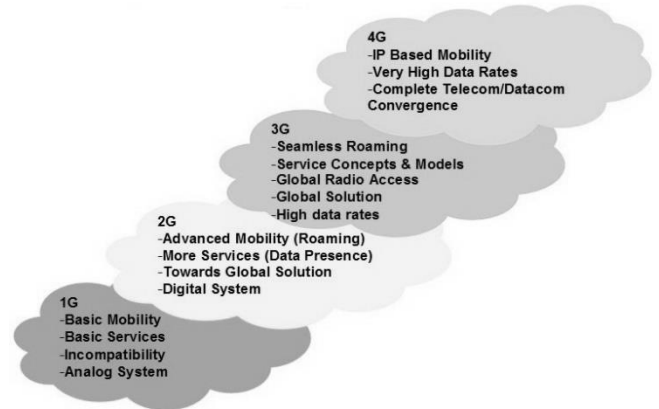 4G
-IP Based Mobility
-Very High Data Rates
-Complete Telecom/Datacom
Convergence
3G
-Seamless Roaming
-Service Concepts & Models
-Global Radio Access
-Global Solution
-High data rates
2G
-Advanced Mobility (Roaming)
-More Services (Data Presence)
-Towards Global Solution
-Digital System
1G
-Basic Mobility
-Basic Services
-Incompatibility
-Analog System